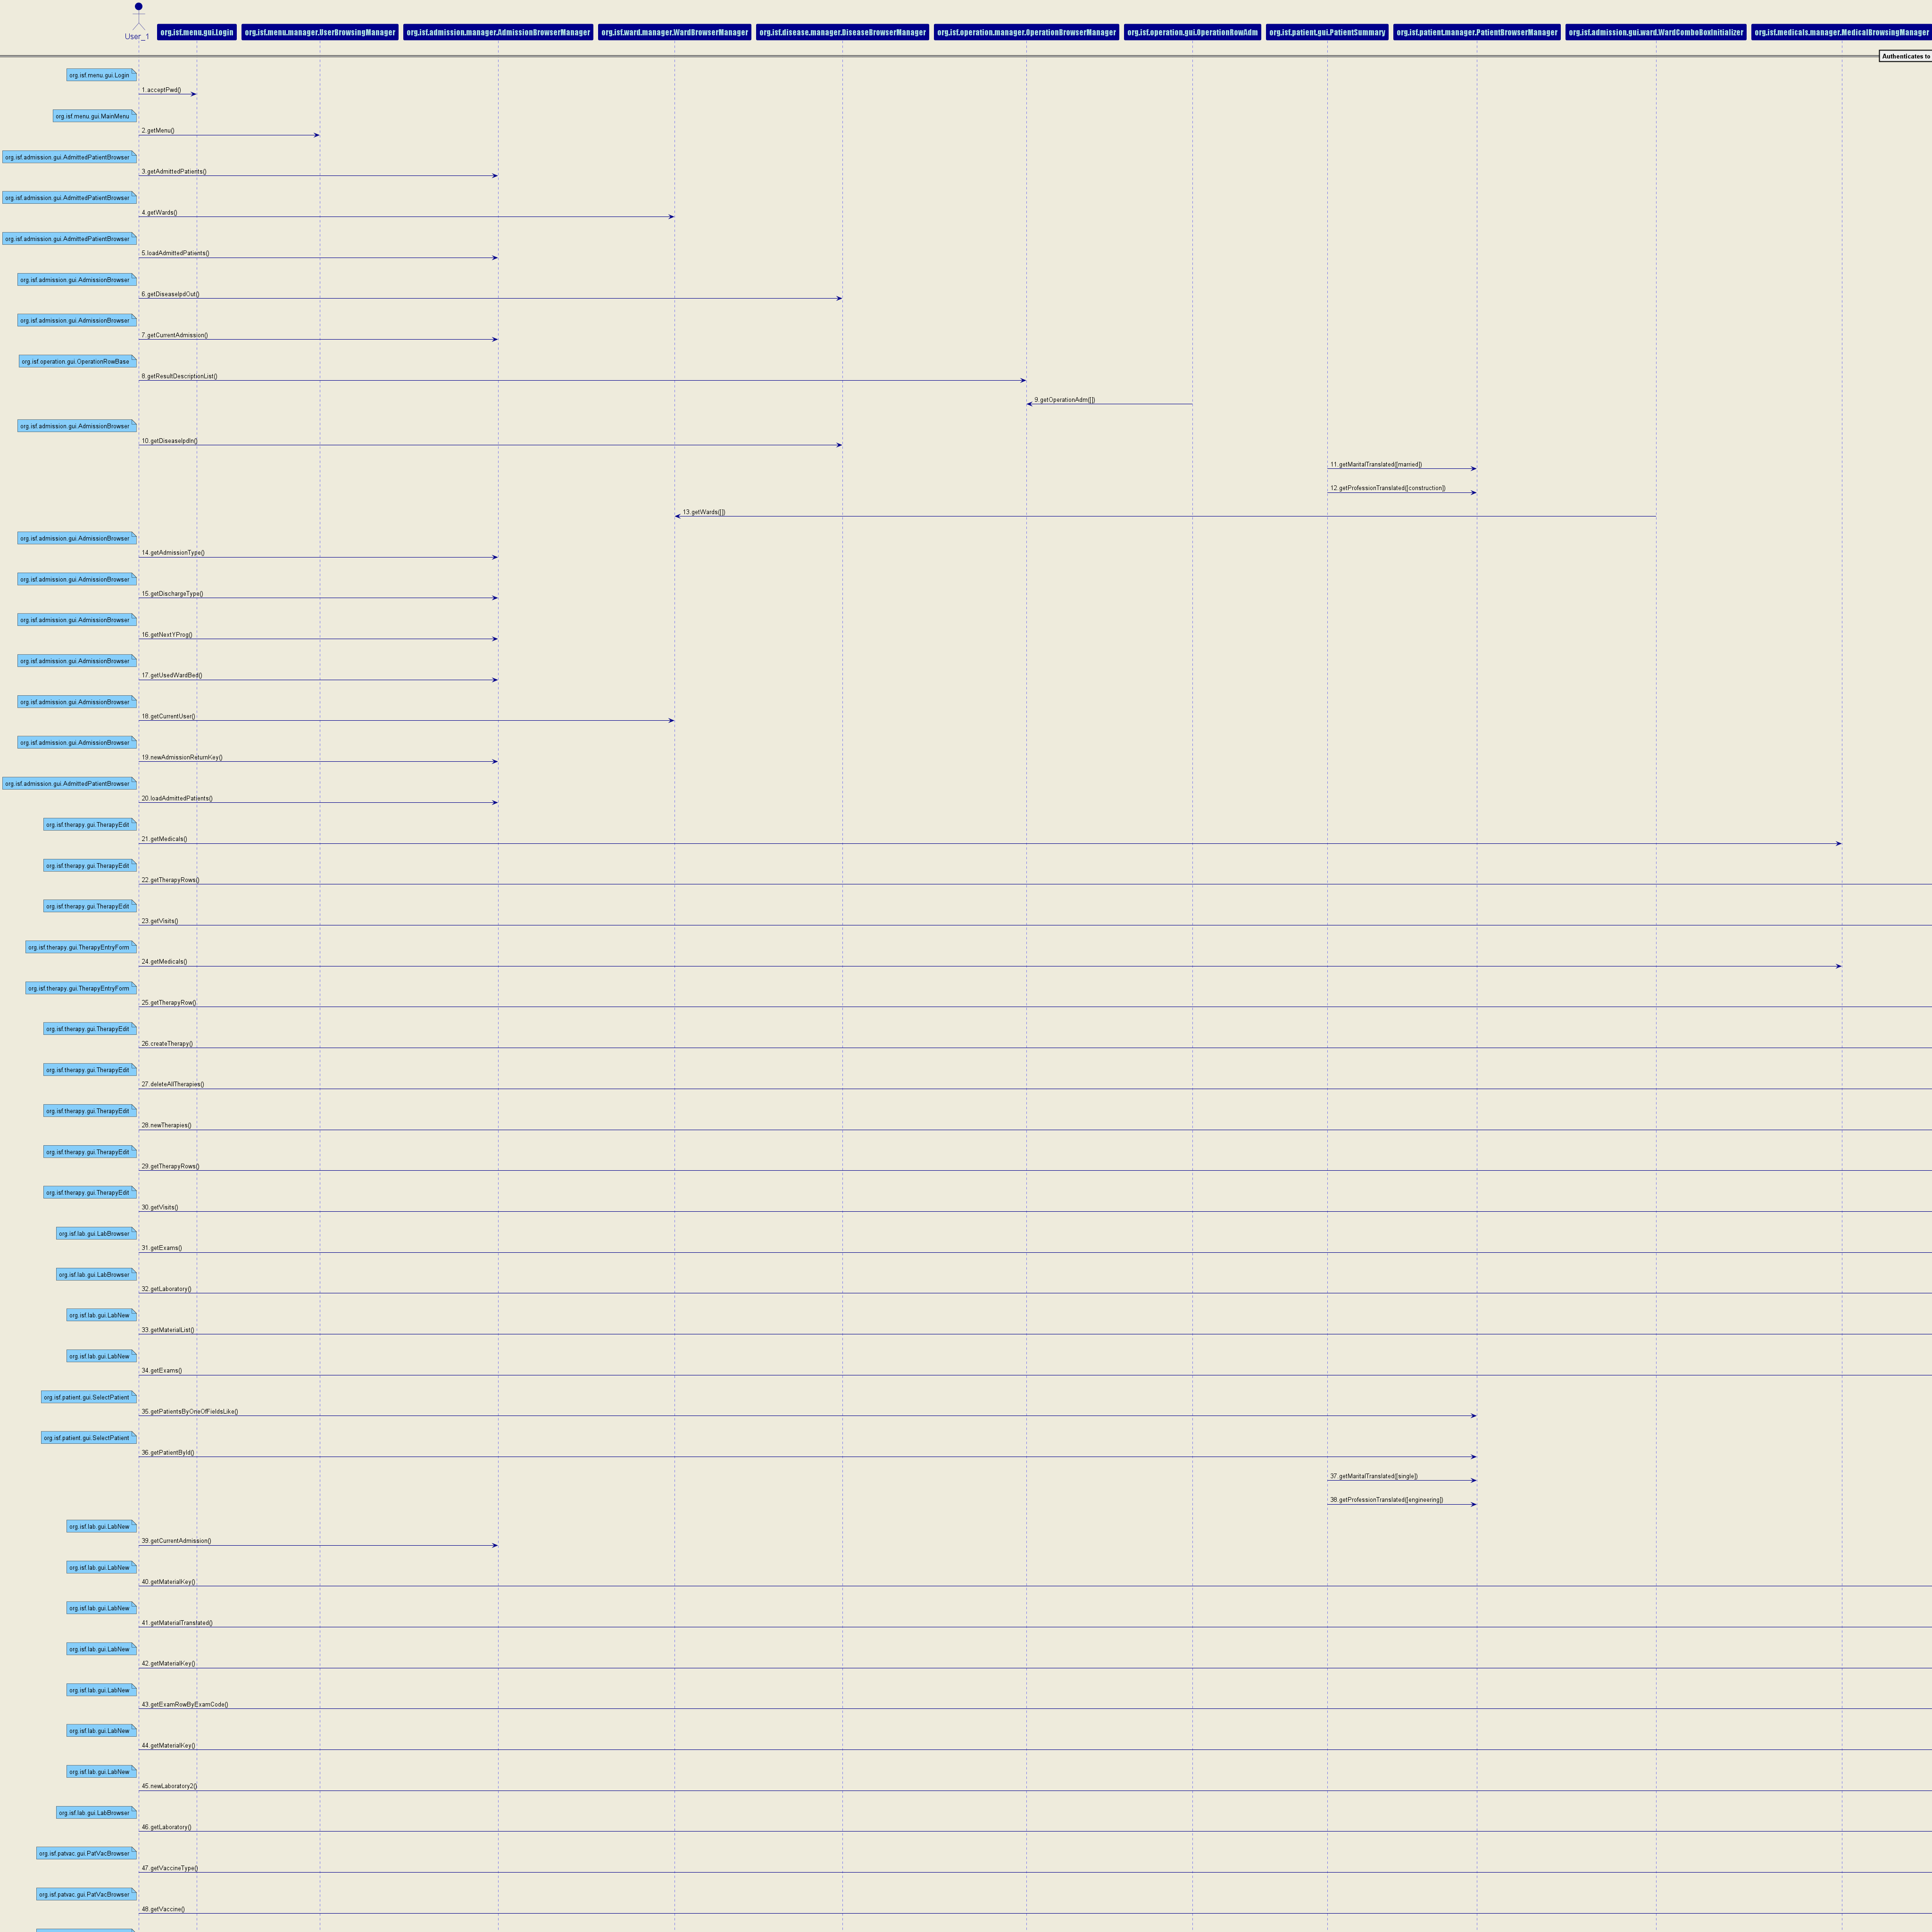 User_1
org.isf.menu.gui.Login
org.isf.menu.manager.UserBrowsingManager
org.isf.admission.manager.AdmissionBrowserManager
org.isf.ward.manager.WardBrowserManager
org.isf.disease.manager.DiseaseBrowserManager
org.isf.operation.manager.OperationBrowserManager
org.isf.operation.gui.OperationRowAdm
org.isf.patient.gui.PatientSummary
org.isf.patient.manager.PatientBrowserManager
org.isf.admission.gui.ward.WardComboBoxInitializer
org.isf.medicals.manager.MedicalBrowsingManager
Authenticates to
org.isf.menu.gui.Login
1.acceptPwd()
org.isf.menu.gui.MainMenu
2.getMenu()
org.isf.admission.gui.AdmittedPatientBrowser
3.getAdmittedPatients()
org.isf.admission.gui.AdmittedPatientBrowser
4.getWards()
org.isf.admission.gui.AdmittedPatientBrowser
5.loadAdmittedPatients()
org.isf.admission.gui.AdmissionBrowser
6.getDiseaseIpdOut()
org.isf.admission.gui.AdmissionBrowser
7.getCurrentAdmission()
org.isf.operation.gui.OperationRowBase
8.getResultDescriptionList()
9.getOperationAdm([])
org.isf.admission.gui.AdmissionBrowser
10.getDiseaseIpdIn()
11.getMaritalTranslated([married])
12.getProfessionTranslated([construction])
13.getWards([])
org.isf.admission.gui.AdmissionBrowser
14.getAdmissionType()
org.isf.admission.gui.AdmissionBrowser
15.getDischargeType()
org.isf.admission.gui.AdmissionBrowser
16.getNextYProg()
org.isf.admission.gui.AdmissionBrowser
17.getUsedWardBed()
org.isf.admission.gui.AdmissionBrowser
18.getCurrentUser()
org.isf.admission.gui.AdmissionBrowser
19.newAdmissionReturnKey()
org.isf.admission.gui.AdmittedPatientBrowser
20.loadAdmittedPatients()
org.isf.therapy.gui.TherapyEdit
21.getMedicals()
org.isf.therapy.gui.TherapyEdit
22.getTherapyRows()
org.isf.therapy.gui.TherapyEdit
23.getVisits()
org.isf.therapy.gui.TherapyEntryForm
24.getMedicals()
org.isf.therapy.gui.TherapyEntryForm
25.getTherapyRow()
org.isf.therapy.gui.TherapyEdit
26.createTherapy()
org.isf.therapy.gui.TherapyEdit
27.deleteAllTherapies()
org.isf.therapy.gui.TherapyEdit
28.newTherapies()
org.isf.therapy.gui.TherapyEdit
29.getTherapyRows()
org.isf.therapy.gui.TherapyEdit
30.getVisits()
org.isf.lab.gui.LabBrowser
31.getExams()
org.isf.lab.gui.LabBrowser
32.getLaboratory()
org.isf.lab.gui.LabNew
33.getMaterialList()
org.isf.lab.gui.LabNew
34.getExams()
org.isf.patient.gui.SelectPatient
35.getPatientsByOneOfFieldsLike()
org.isf.patient.gui.SelectPatient
36.getPatientById()
37.getMaritalTranslated([single])
38.getProfessionTranslated([engineering])
org.isf.lab.gui.LabNew
39.getCurrentAdmission()
org.isf.lab.gui.LabNew
40.getMaterialKey()
org.isf.lab.gui.LabNew
41.getMaterialTranslated()
org.isf.lab.gui.LabNew
42.getMaterialKey()
org.isf.lab.gui.LabNew
43.getExamRowByExamCode()
org.isf.lab.gui.LabNew
44.getMaterialKey()
org.isf.lab.gui.LabNew
45.newLaboratory2()
org.isf.lab.gui.LabBrowser
46.getLaboratory()
org.isf.patvac.gui.PatVacBrowser
47.getVaccineType()
org.isf.patvac.gui.PatVacBrowser
48.getVaccine()